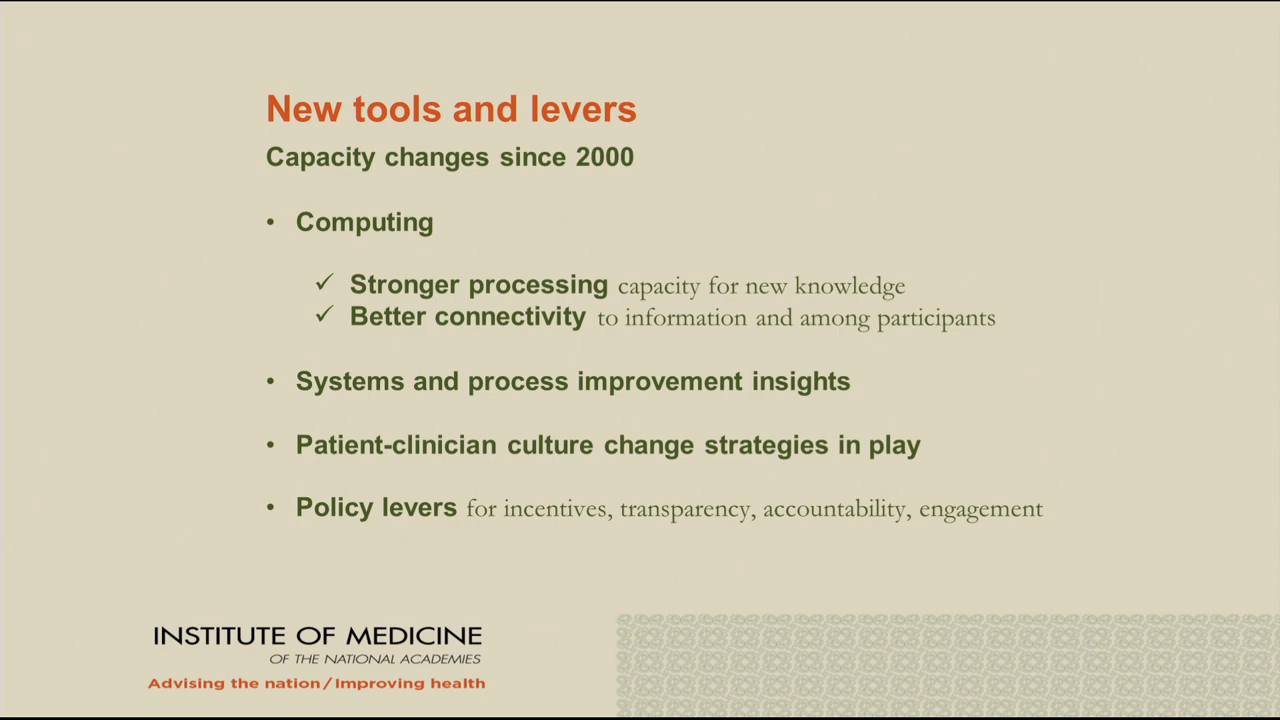 New tools and levers
Capacity changes since 2000
• Computing
✓ Stronger processing capacity for new knowledge
✓ Better connectivity to information and among participants
• Systems and process improvement insights
• Patient-clinician culture change strategies in play
• Policy levers for incentives, transparency, accountability, engagement
INSTITUTE OF MEDICINE
OF THE NATIONAL ACADEMIES
Advising the nation / Improving health